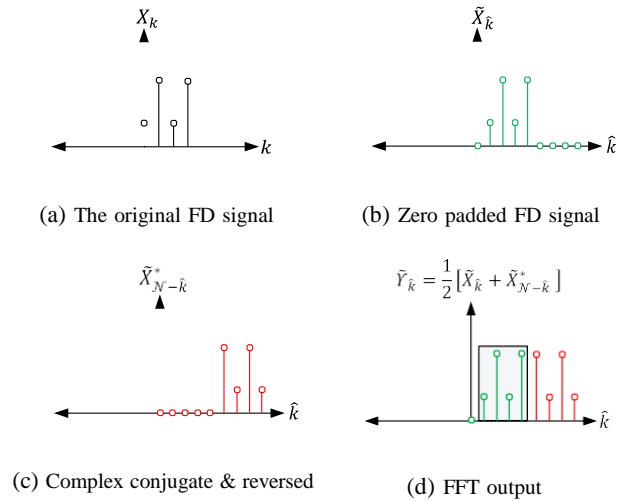 X_k
k
(a) The original FD signal
X̃_k̂
k̂
(b) Zero padded FD signal
X̃*_{𝒩−k̂}
k̂
(c) Complex conjugate & reversed
Ỹ_k̂ = 1/2 [X̃_k̂ + X̃*_{𝒩−k̂}]
k̂
(d) FFT output